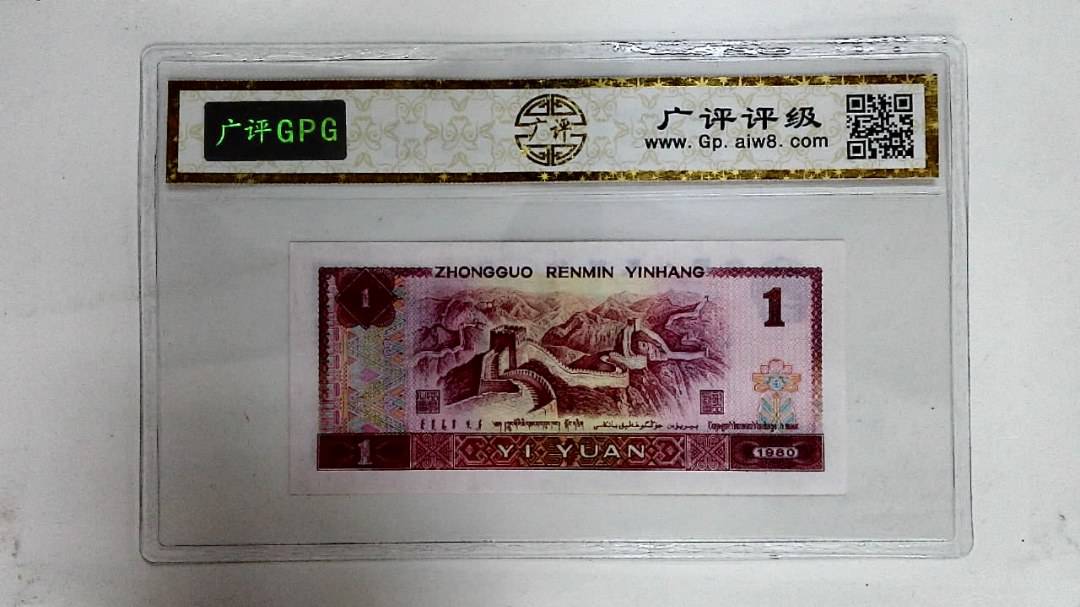 广评GPG
广评
广评评级
www. Gp. aiw8. com
ZHONGGUO RENMIN YINHANG
1
1
1
YI YUAN
1980